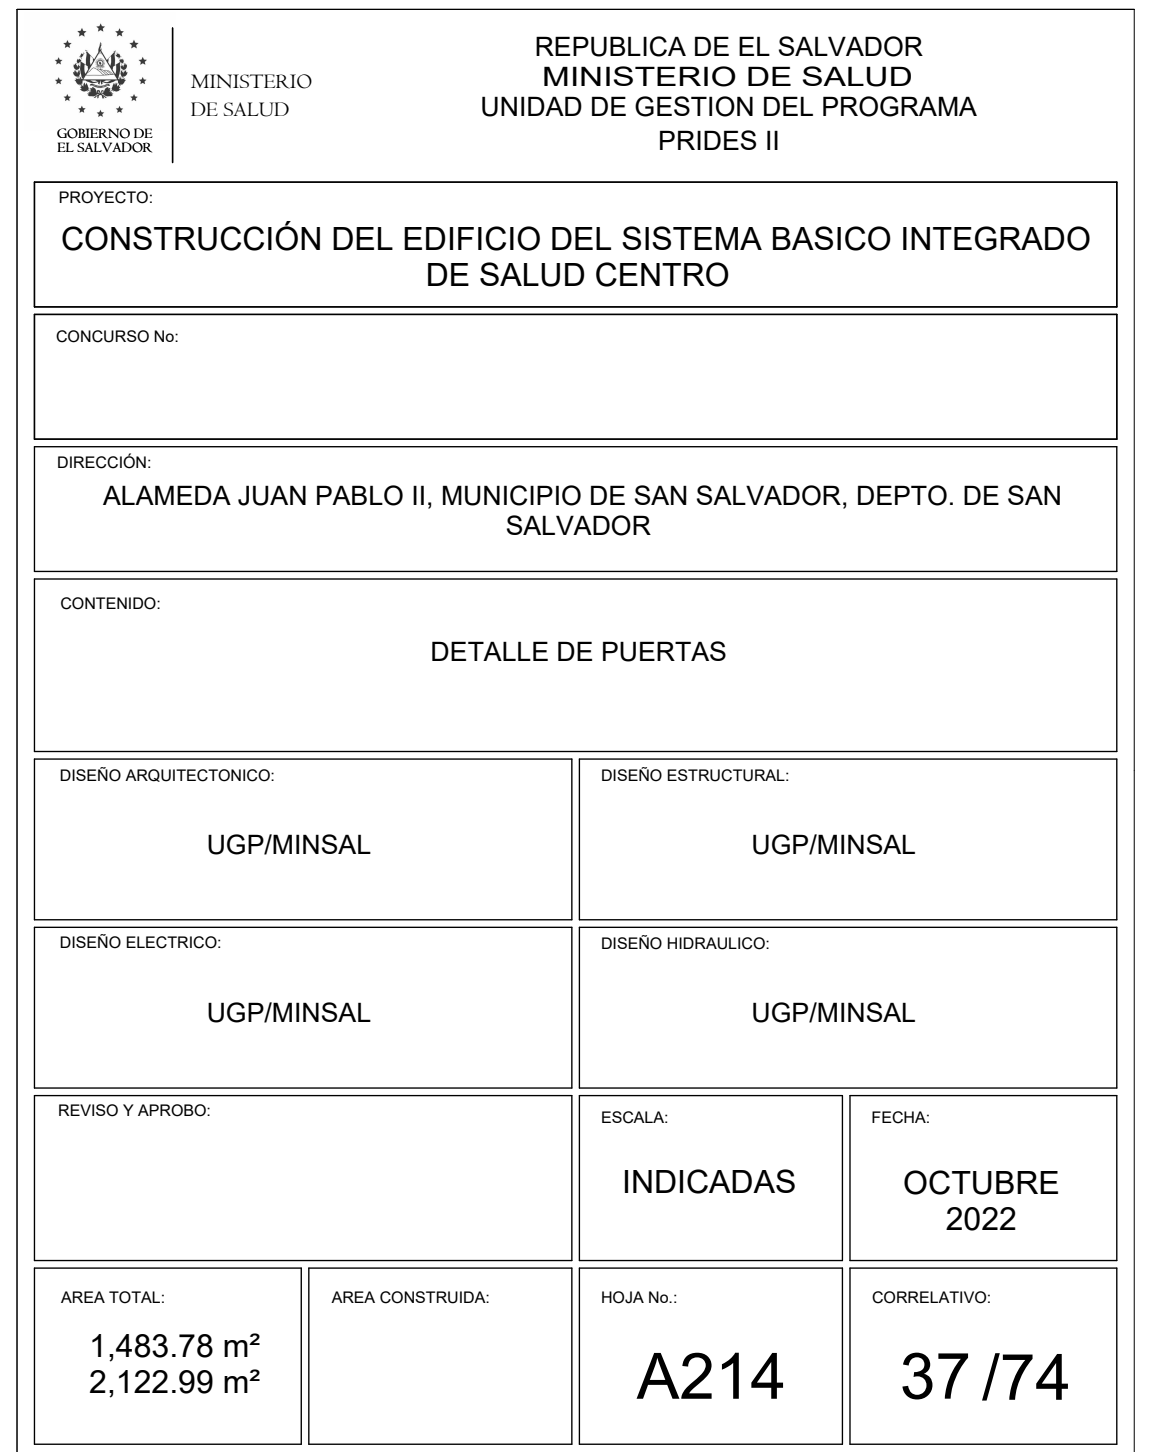 GOBIERNO DE
EL SALVADOR
MINISTERIO
DE SALUD
REPUBLICA DE EL SALVADOR
MINISTERIO DE SALUD
UNIDAD DE GESTION DEL PROGRAMA
PRIDES II
PROYECTO:
CONSTRUCCIÓN DEL EDIFICIO DEL SISTEMA BASICO INTEGRADO
DE SALUD CENTRO
CONCURSO No:
DIRECCIÓN:
ALAMEDA JUAN PABLO II, MUNICIPIO DE SAN SALVADOR, DEPTO. DE SAN
SALVADOR
CONTENIDO:
DETALLE DE PUERTAS
DISEÑO ARQUITECTONICO:
UGP/MINSAL
DISEÑO ESTRUCTURAL:
UGP/MINSAL
DISEÑO ELECTRICO:
UGP/MINSAL
DISEÑO HIDRAULICO:
UGP/MINSAL
REVISO Y APROBO:
ESCALA:
INDICADAS
FECHA:
OCTUBRE
2022
AREA TOTAL:
1,483.78 m²
2,122.99 m²
AREA CONSTRUIDA:
HOJA No.:
A214
CORRELATIVO:
37 /74